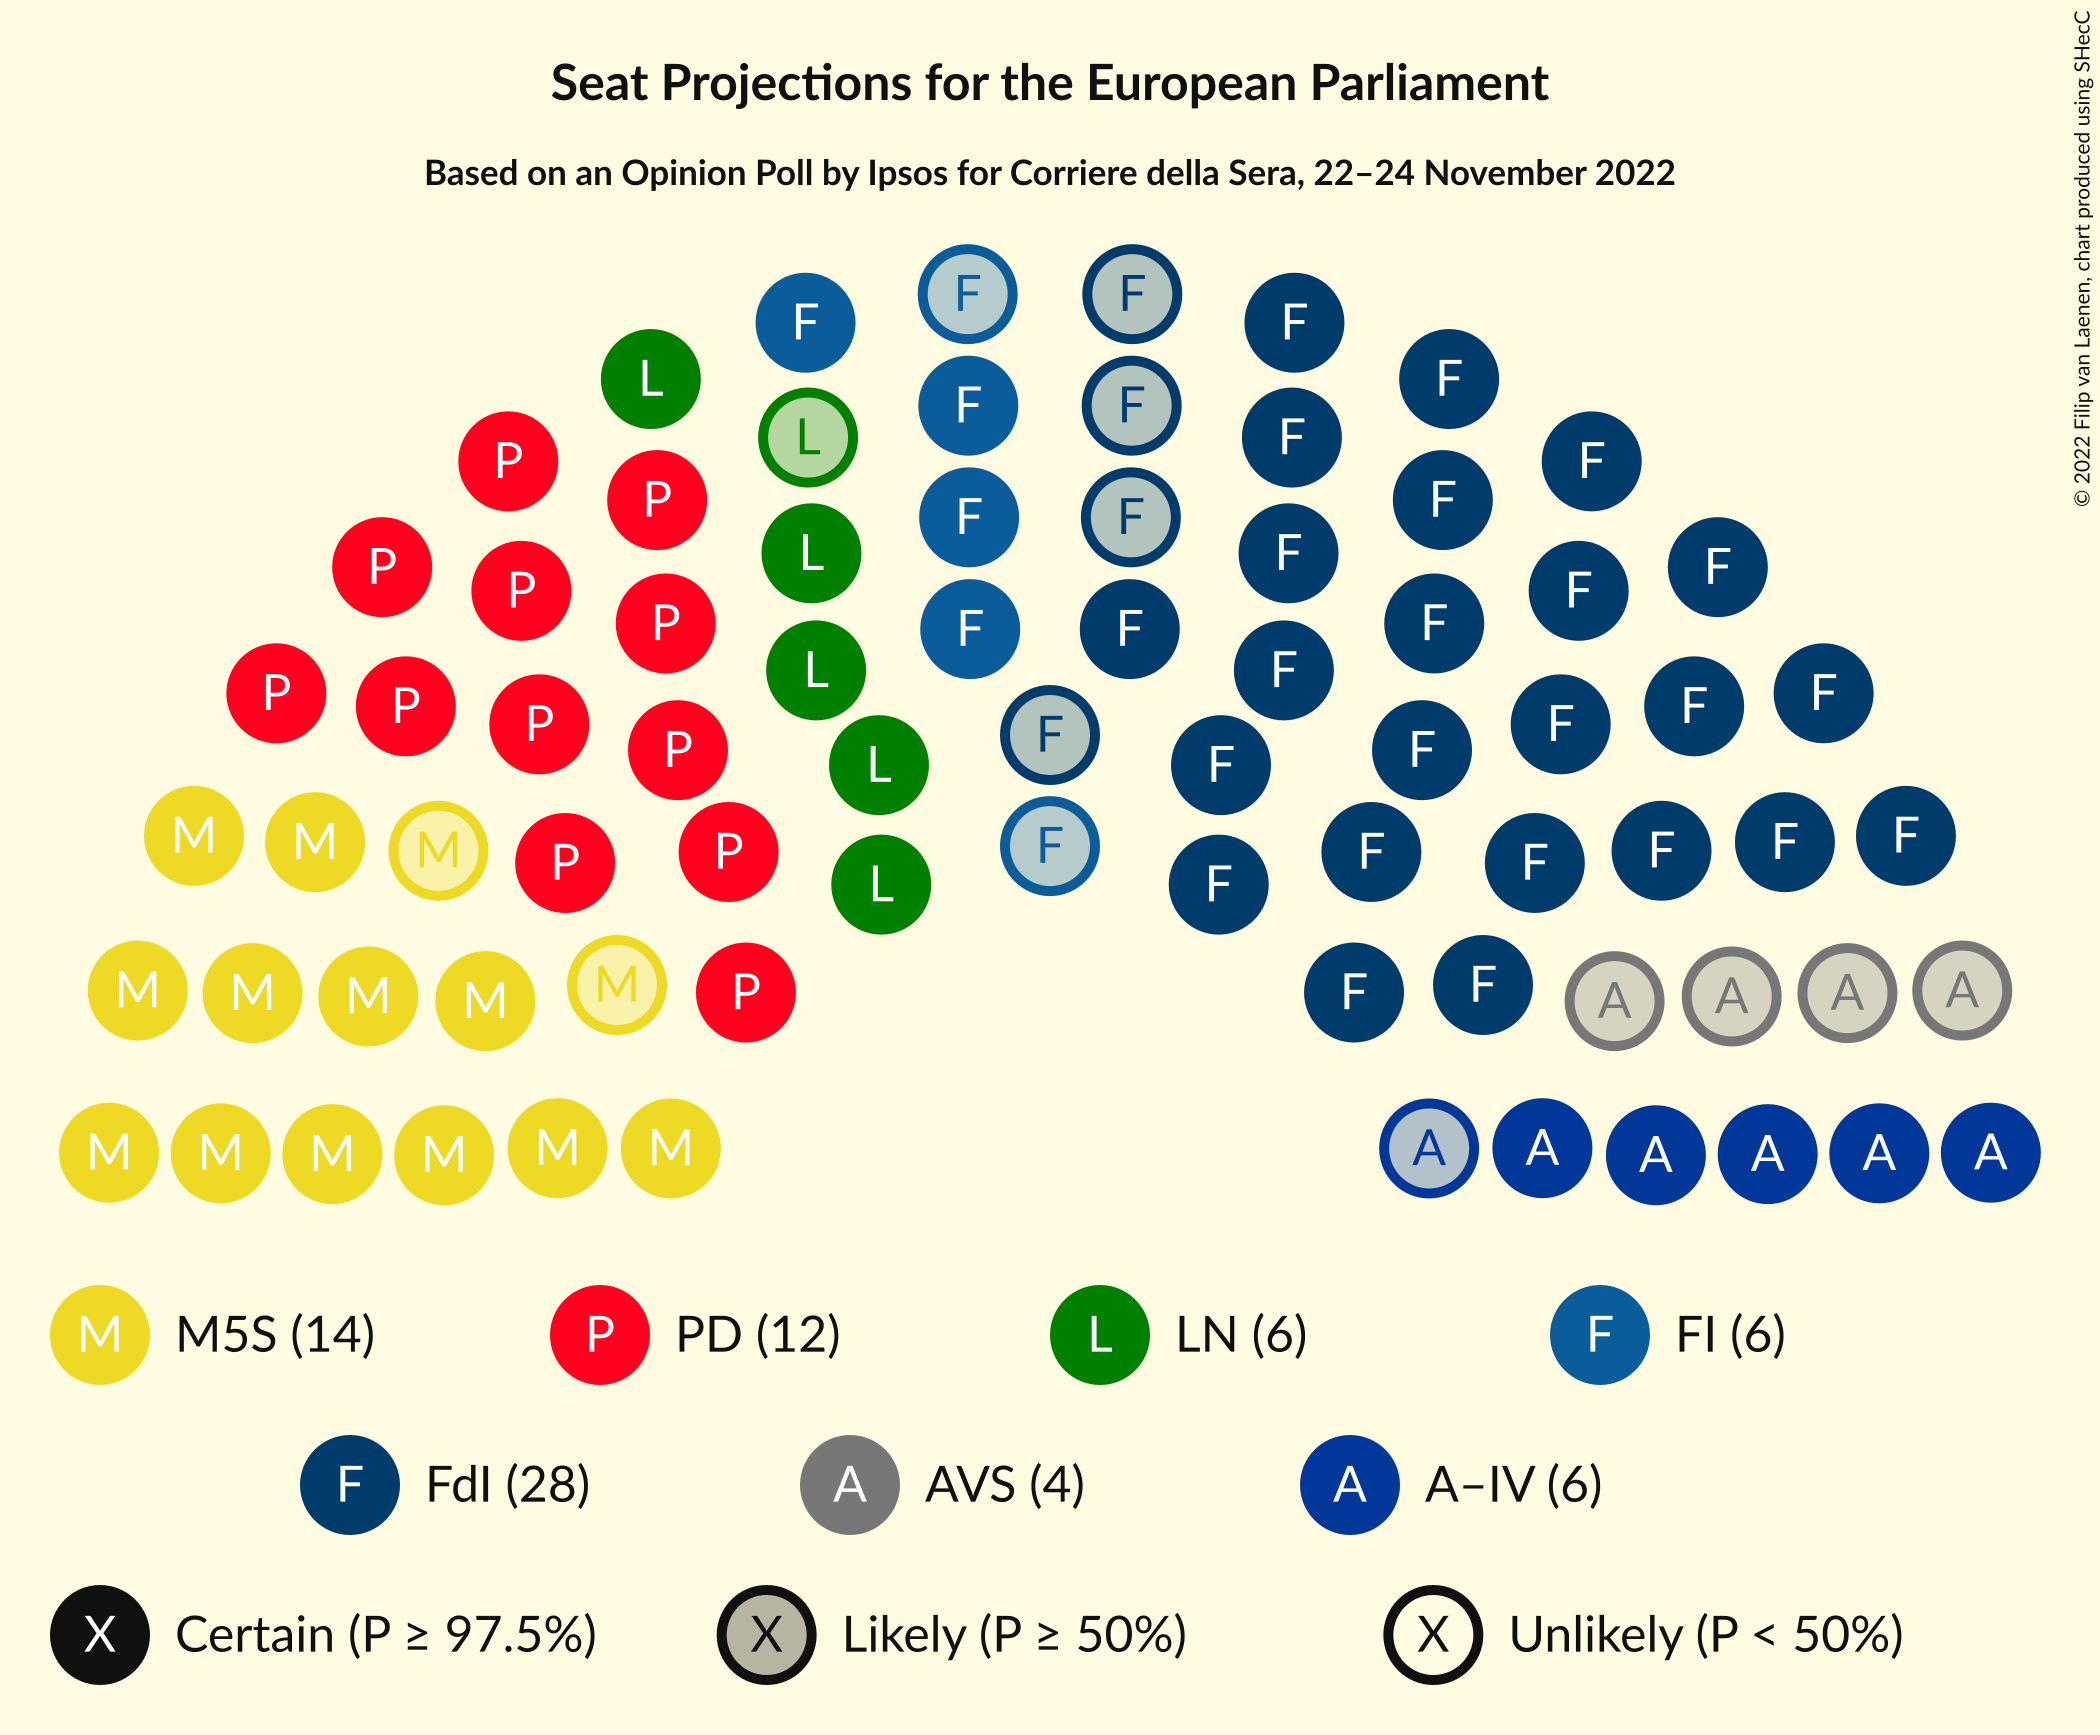 Seat Projections for the European Parliament
Based on an Opinion Poll by Ipsos for Corriere della Sera, 22–24 November 2022
© 2022 Filip van Laenen, chart produced using SHecC
F F
F F
L F
L F
P F
F F
P P F F
F F
L F
P F
P P F F
P F
F F
L F
P P F F
P F
F
P P F F
L F
M M M P P F F F F F
F
L F
M M M M M P F F A A A A
M M M M M M A A A A A A
M M5S (14) P PD (12) L LN (6) F FI (6)
F FdI (28) A AVS (4) A A–IV (6)
X Certain (P ≥ 97.5%) X Likely (P ≥ 50%) X Unlikely (P < 50%)